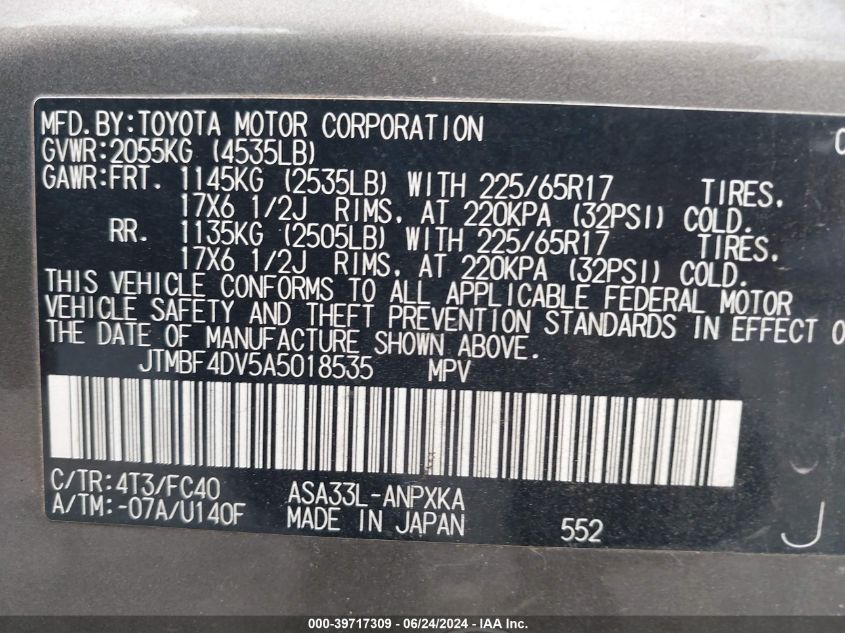 MFD.BY:TOYOTA MOTOR CORPORATION
GVWR:2055KG (4535LB)
GAWR:FRT. 1145KG (2535LB) WITH 225/65R17 TIRES,
17X6 1/2J RIMS, AT 220KPA (32PSI) COLD.
RR. 1135KG (2505LB) WITH 225/65R17 TIRES,
17X6 1/2J RIMS, AT 220KPA (32PSI) COLD.
THIS VEHICLE CONFORMS TO ALL APPLICABLE FEDERAL MOTOR
VEHICLE SAFETY AND THEFT PREVENTION STANDARDS IN EFFECT O
THE DATE OF MANUFACTURE SHOWN ABOVE.
JTMBF4DV5A5018535 MPV
C/TR:4T3/FC40 ASA33L-ANPXKA
A/TM:-07A/U140F MADE IN JAPAN 552 J
000-39717309 - 06/24/2024 - IAA Inc.